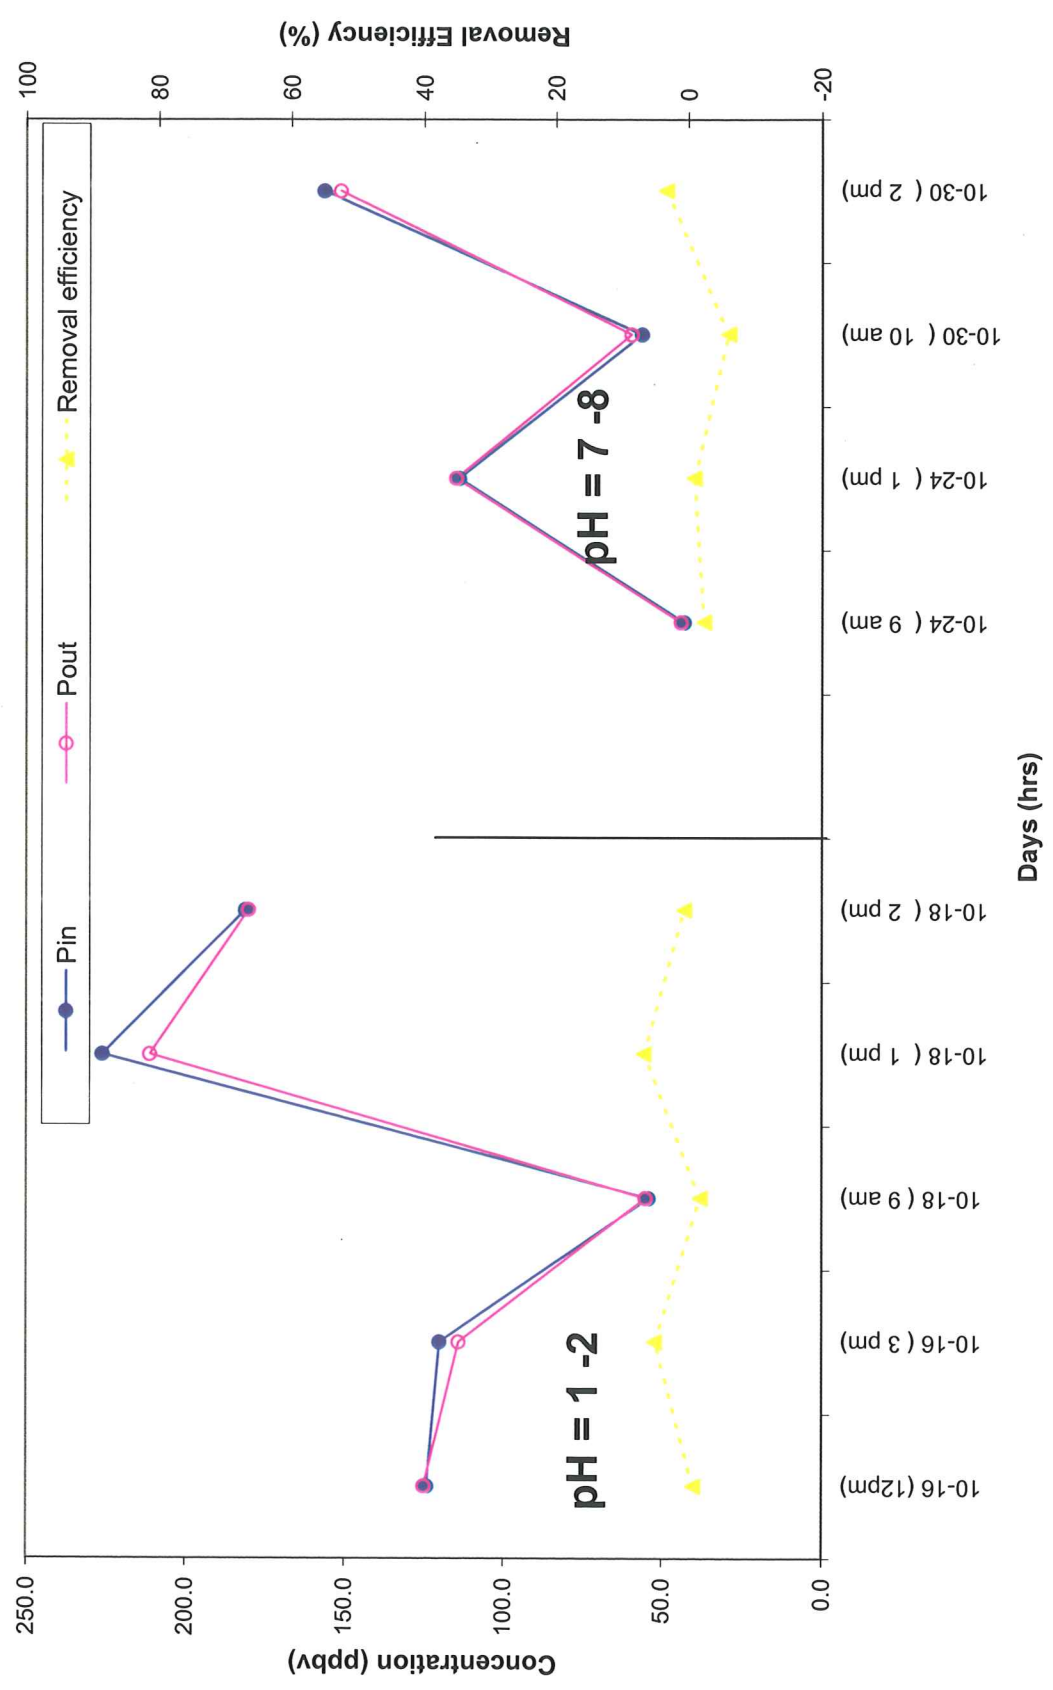 Pin
Pout
Removal efficiency
250.0
200.0
150.0
100.0
50.0
0.0
Concentration (ppbv)
100
80
60
40
20
0
-20
Removal Efficiency (%)
pH = 1 -2
pH = 7 -8
10-16 (12pm)
10-16 ( 3 pm)
10-18 ( 9 am)
10-18 ( 1 pm)
10-18 ( 2 pm)
10-24 ( 9 am)
10-24 ( 1 pm)
10-30 ( 10 am)
10-30 ( 2 pm)
Days (hrs)